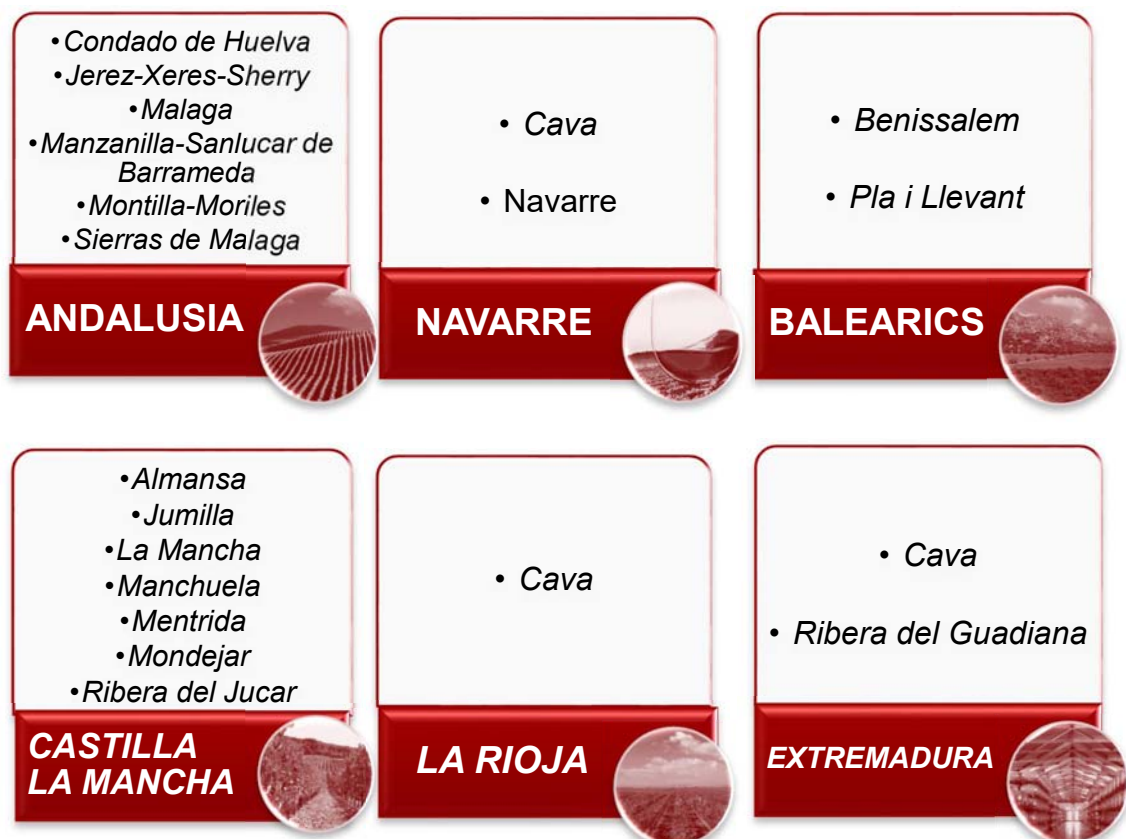 •Condado de Huelva
•Jerez-Xeres-Sherry
•Malaga
•Manzanilla-Sanlucar de
Barrameda
•Montilla-Moriles
•Sierras de Malaga
ANDALUSIA
• Cava
• Navarre
NAVARRE
• Benissalem
• Pla i Llevant
BALEARICS
•Almansa
•Jumilla
•La Mancha
•Manchuela
•Mentrida
•Mondejar
•Ribera del Jucar
CASTILLA
LA MANCHA
• Cava
LA RIOJA
• Cava
• Ribera del Guadiana
EXTREMADURA